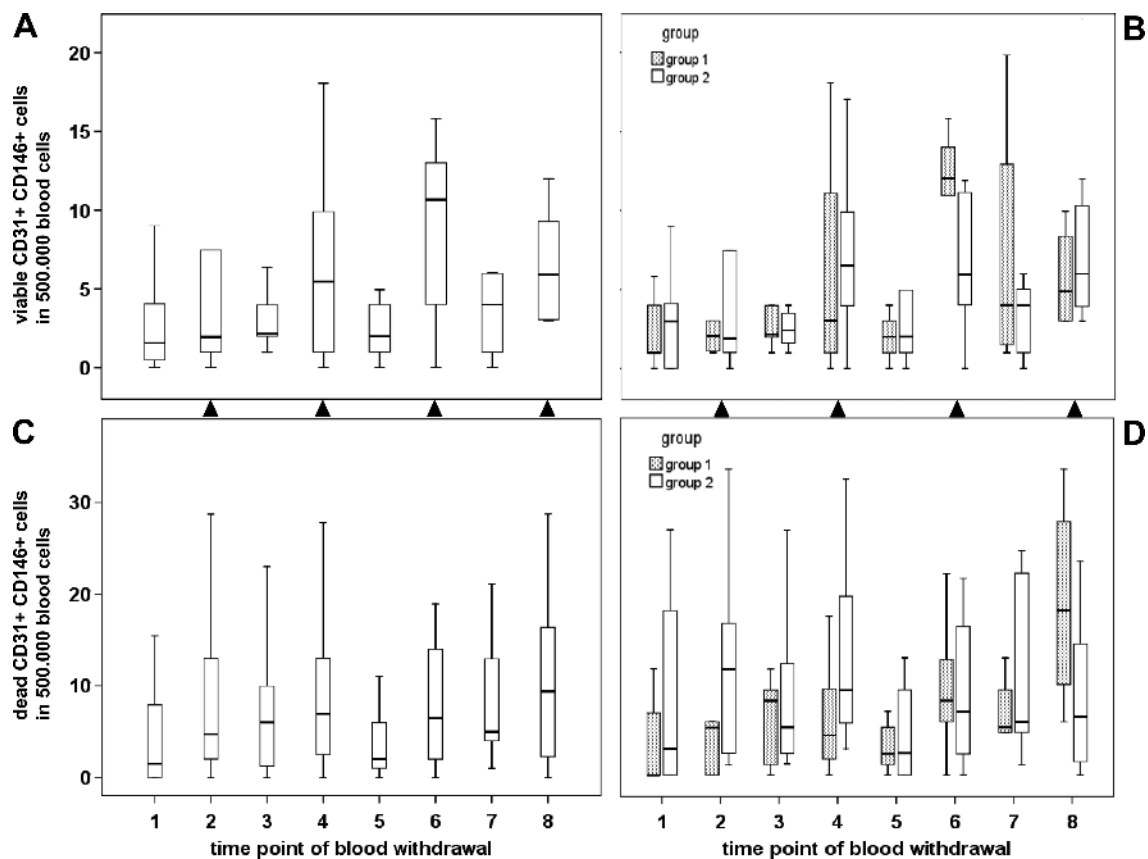 A
B
viable CD31+ CD146+ cells
in 500.000 blood cells
20
15
10
5
0
group
group 1
group 2
C
D
dead CD31+ CD146+ cells
in 500.000 blood cells
30
20
10
0
group
group 1
group 2
1 2 3 4 5 6 7 8
time point of blood withdrawal
1 2 3 4 5 6 7 8
time point of blood withdrawal